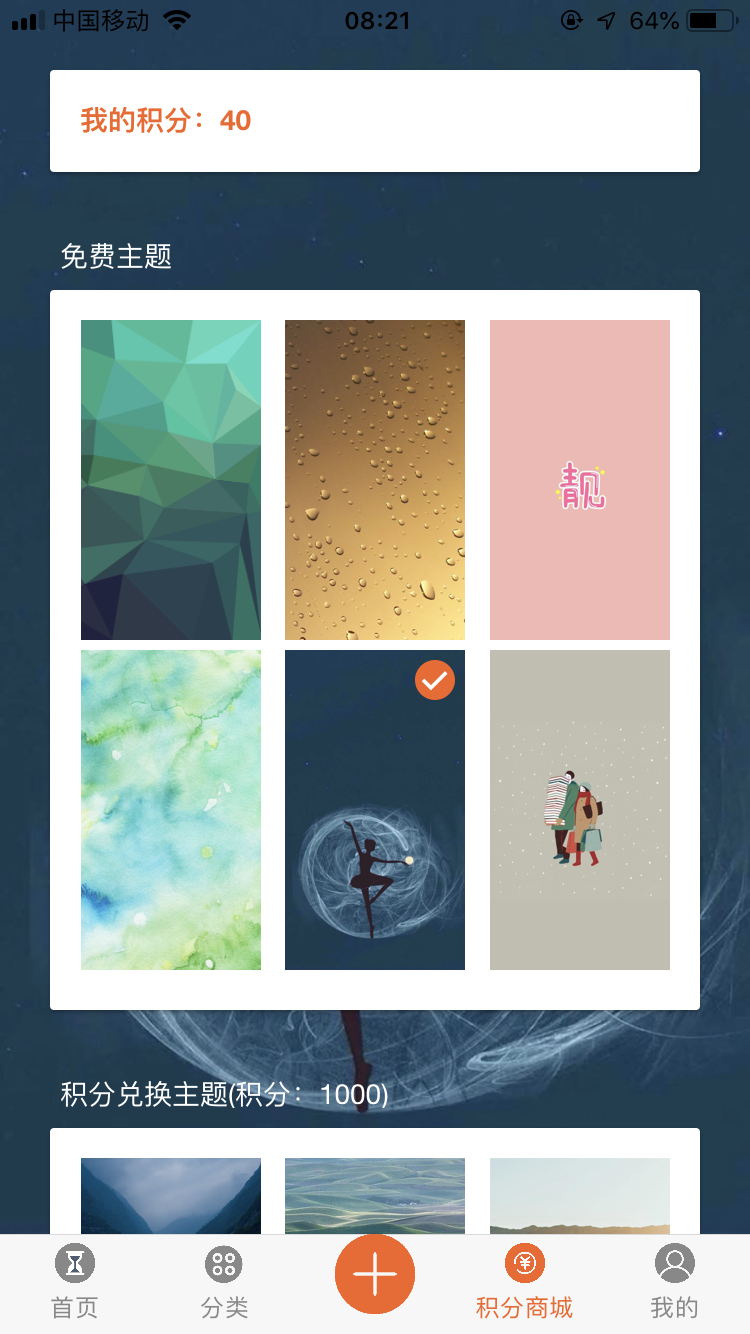 中国移动 08:21 64%
我的积分：40
免费主题
靓
积分兑换主题(积分：1000)
首页 分类 积分商城 我的